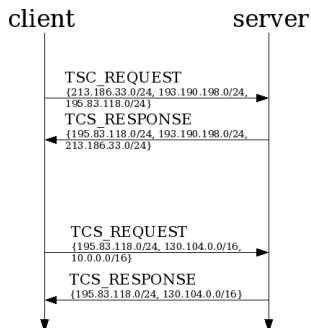 client server
TSC_REQUEST
{213.186.33.0/24, 193.190.198.0/24,
195.83.118.0/24}
TCS_RESPONSE
{195.83.118.0/24, 193.190.198.0/24,
213.186.33.0/24}
TCS_REQUEST
{195.83.118.0/24, 130.104.0.0/16,
10.0.0.0/16}
TCS_RESPONSE
{195.83.118.0/24, 130.104.0.0/16}